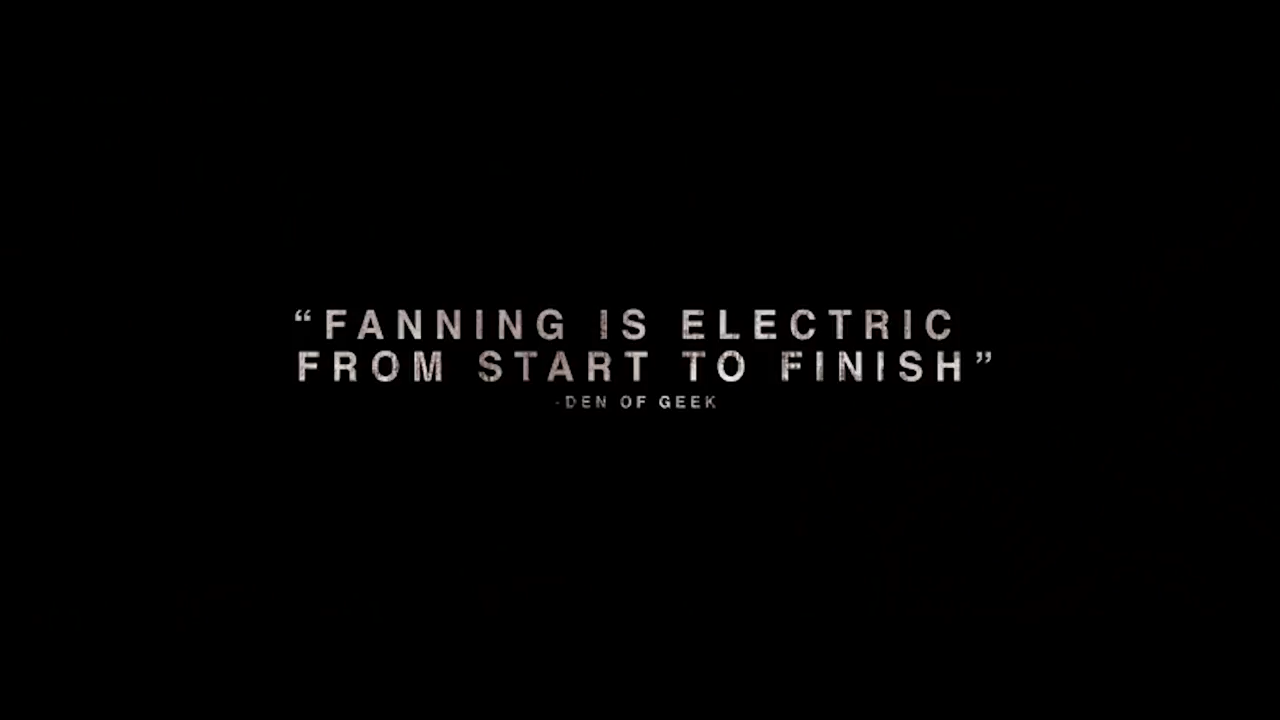 “FANNING IS ELECTRIC
FROM START TO FINISH”
-DEN OF GEEK